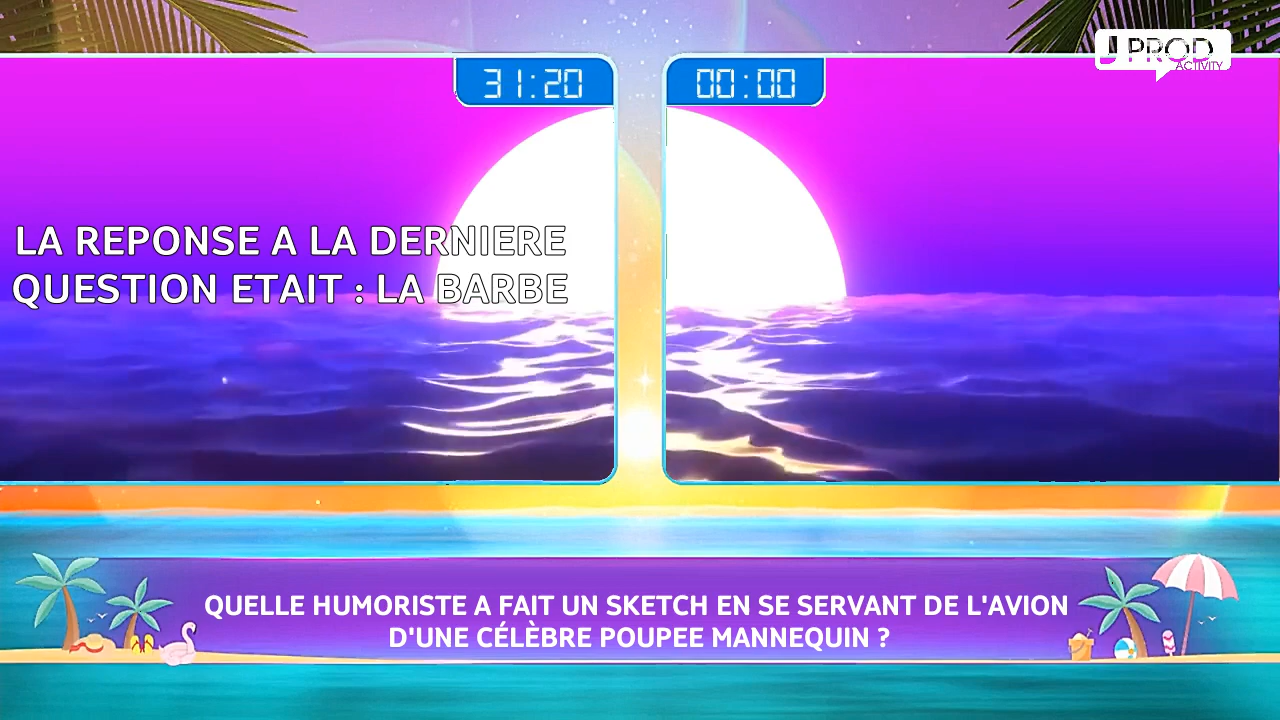 J PROD
ACTIVITY
31:20
00:00
LA REPONSE A LA DERNIERE
QUESTION ETAIT : LA BARBE
QUELLE HUMORISTE A FAIT UN SKETCH EN SE SERVANT DE L'AVION
D'UNE CÉLÈBRE POUPEE MANNEQUIN ?